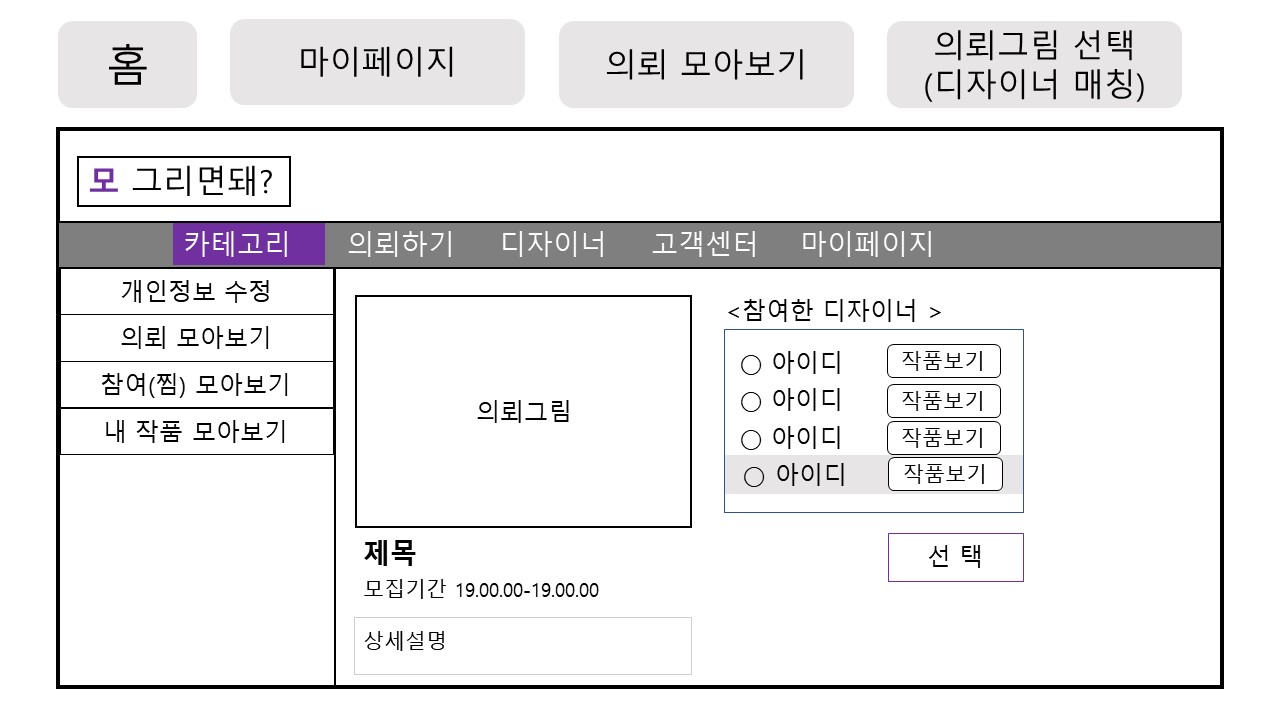 홈
마이페이지
의뢰 모아보기
의뢰그림 선택
(디자이너 매칭)
모 그리면돼?
카테고리 의뢰하기 디자이너 고객센터 마이페이지
개인정보 수정
의뢰 모아보기
참여(찜) 모아보기
내 작품 모아보기
의뢰그림
제목
모집기간 19.00.00-19.00.00
상세설명
<참여한 디자이너 >
아이디 작품보기
아이디 작품보기
아이디 작품보기
아이디 작품보기
선 택